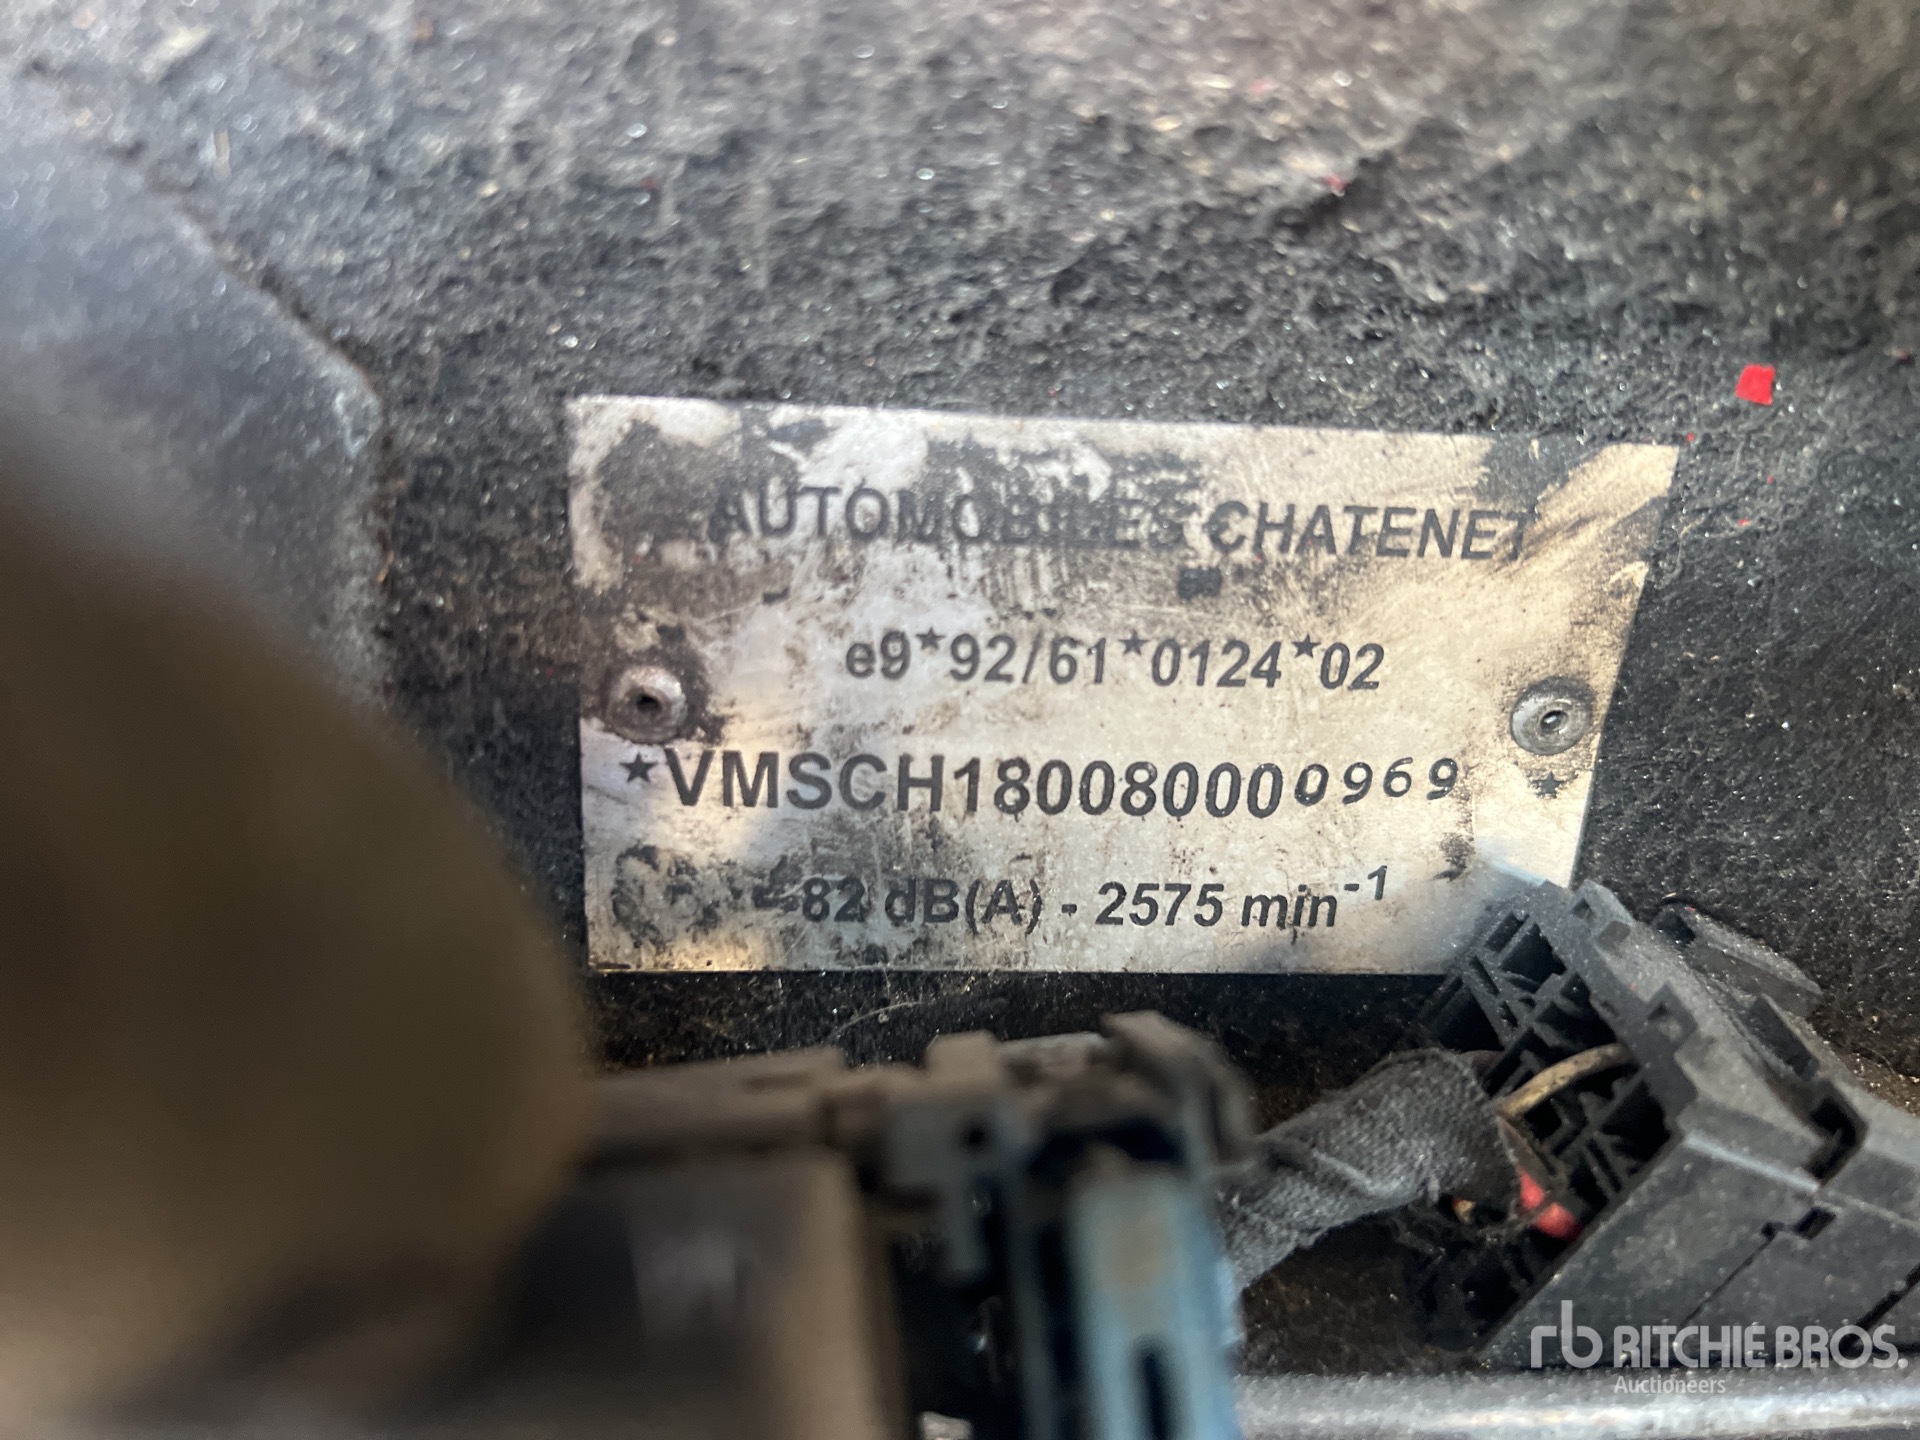 AUTOMOBILES CHATENET
e9*92/61*0124*02
*VMSCH180080000969*
82 dB(A) - 2575 min⁻¹
rb RITCHIE BROS.
Auctioneers